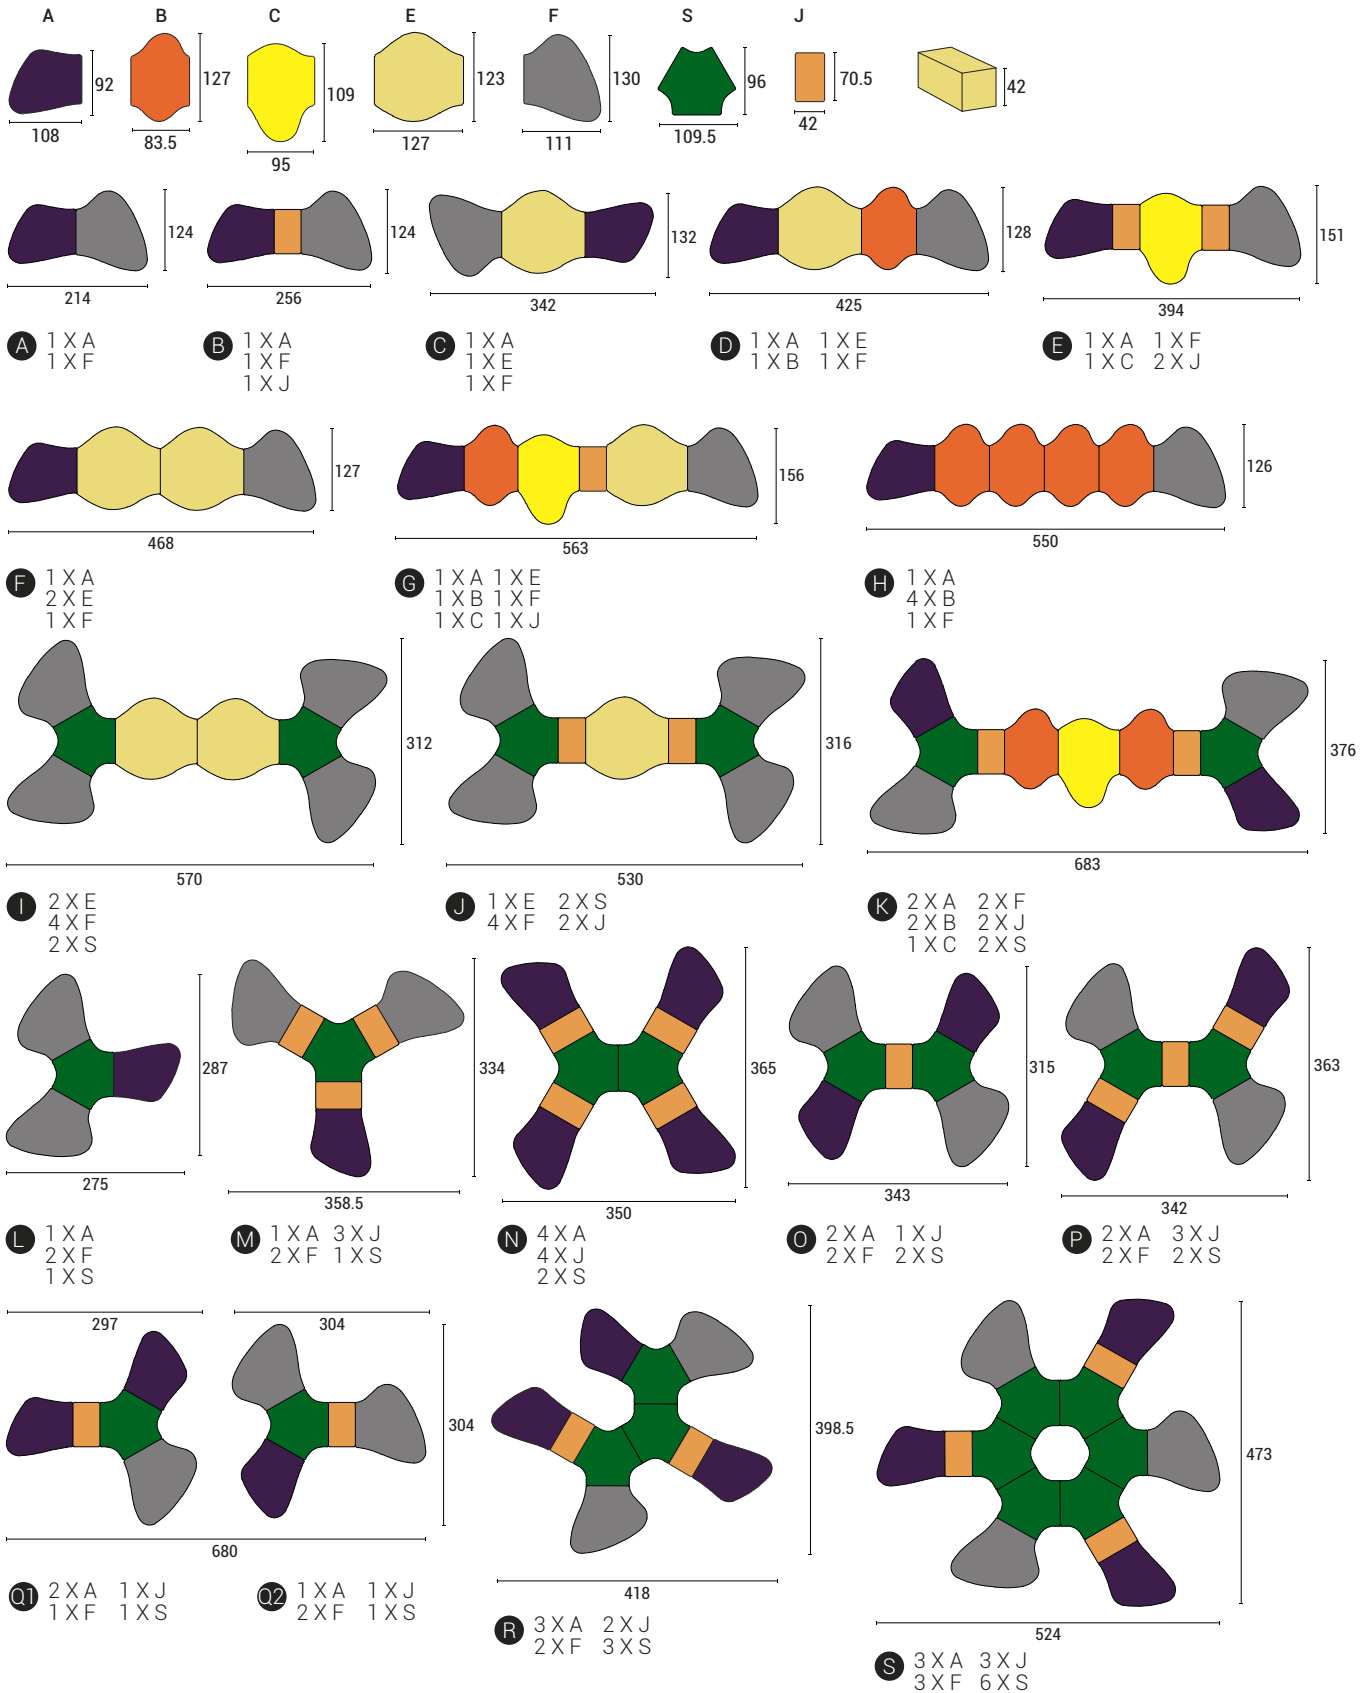 A B C E F S J
92 127 109 123 130 96 70.5 42
108 83.5 95 127 111 109.5 42
124 124 132 128 151
214 256 342 425 394
A 1 X A
1 X F
B 1 X A
1 X F
1 X J
C 1 X A
1 X E
1 X F
D 1 X A 1 X E
1 X B 1 X F
E 1 X A 1 X F
1 X C 2 X J
127 156 126
468 563 550
F 1 X A
2 X E
1 X F
G 1 X A 1 X E
1 X B 1 X F
1 X C 1 X J
H 1 X A
4 X B
1 X F
312 316 376
570 530 683
I 2 X E
4 X F
2 X S
J 1 X E 2 X S
4 X F 2 X J
K 2 X A 2 X F
2 X B 2 X J
1 X C 2 X S
287 334 365 315 363
275 358.5 350 343 342
L 1 X A
2 X F
1 X S
M 1 X A 3 X J
2 X F 1 X S
N 4 X A
4 X J
2 X S
O 2 X A 1 X J
2 X F 2 X S
P 2 X A 3 X J
2 X F 2 X S
297 304
304 398.5 473
680 418 524
Q1 2 X A 1 X J
1 X F 1 X S
Q2 1 X A 1 X J
2 X F 1 X S
R 3 X A 2 X J
2 X F 3 X S
S 3 X A 3 X J
3 X F 6 X S